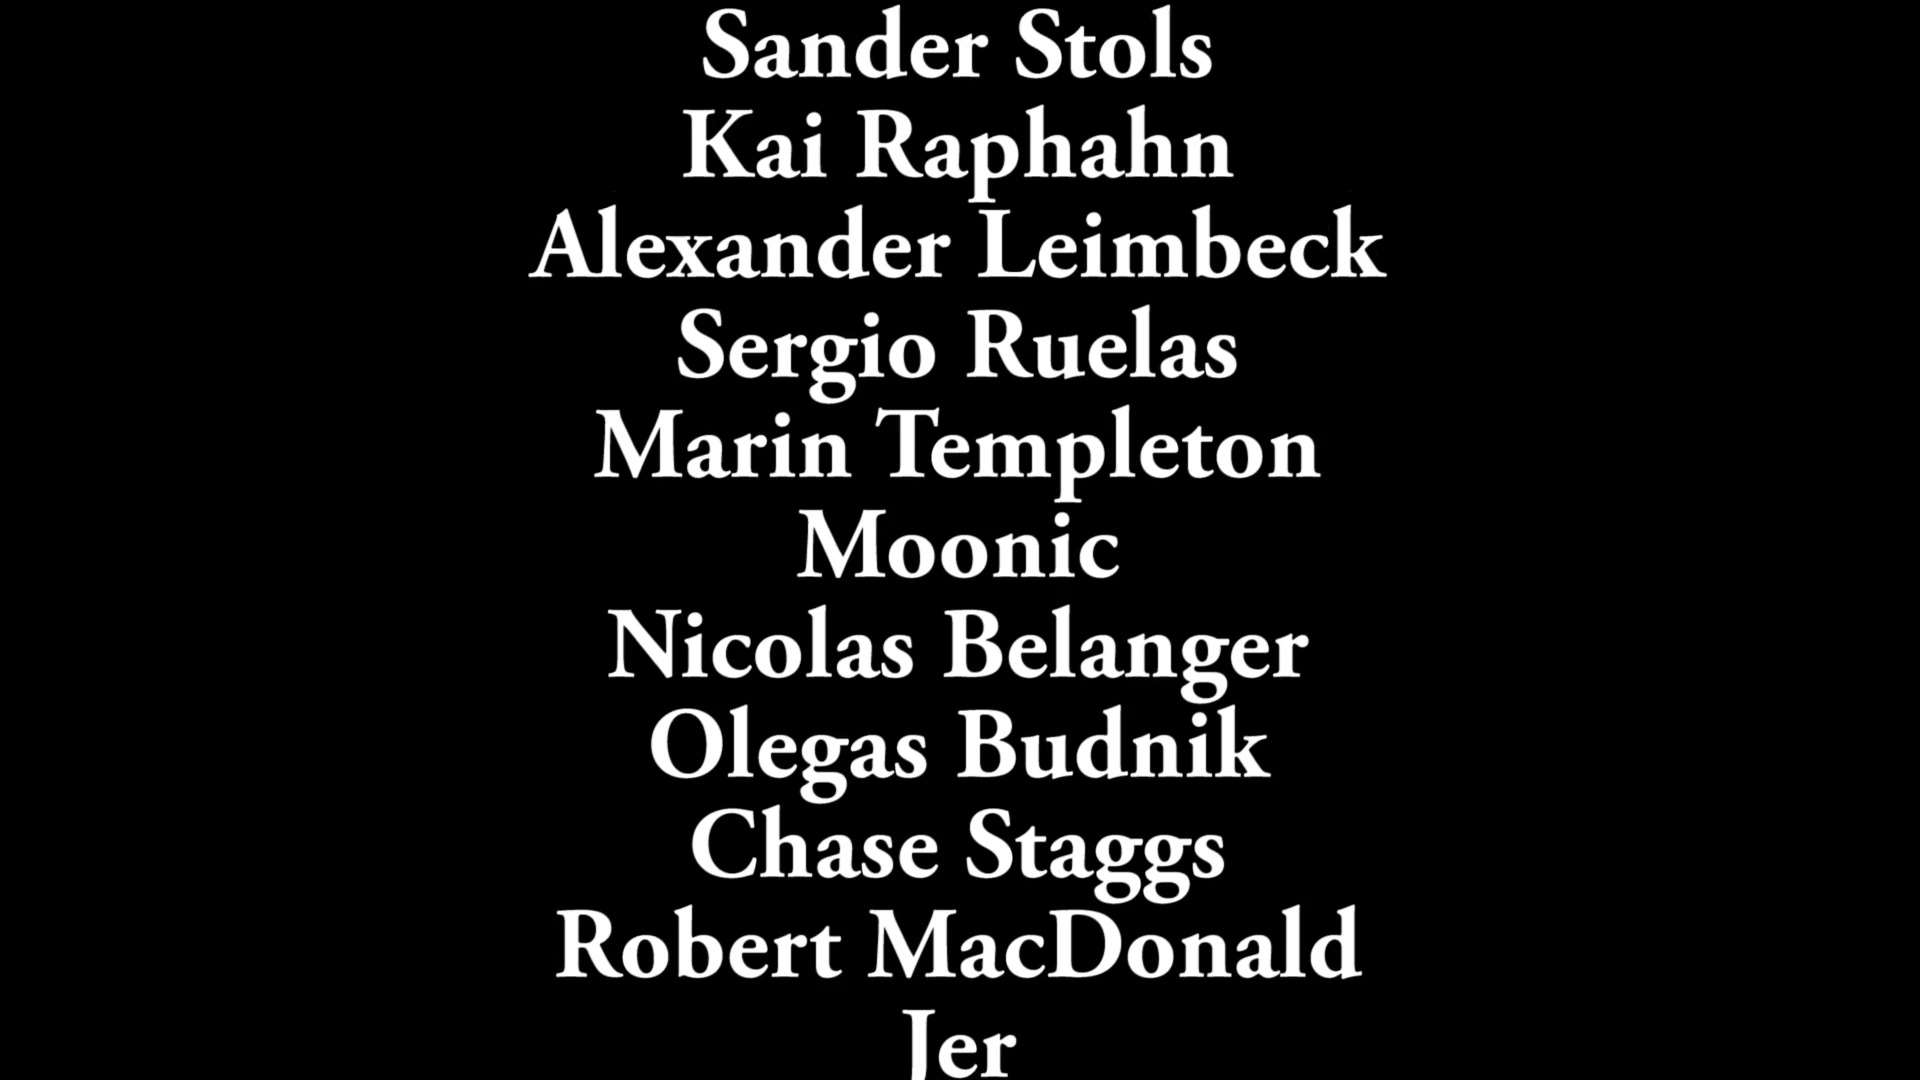 Sander Stols
Kai Raphahn
Alexander Leimbeck
Sergio Ruelas
Marin Templeton
Moonic
Nicolas Belanger
Olegas Budnik
Chase Staggs
Robert MacDonald
Jer